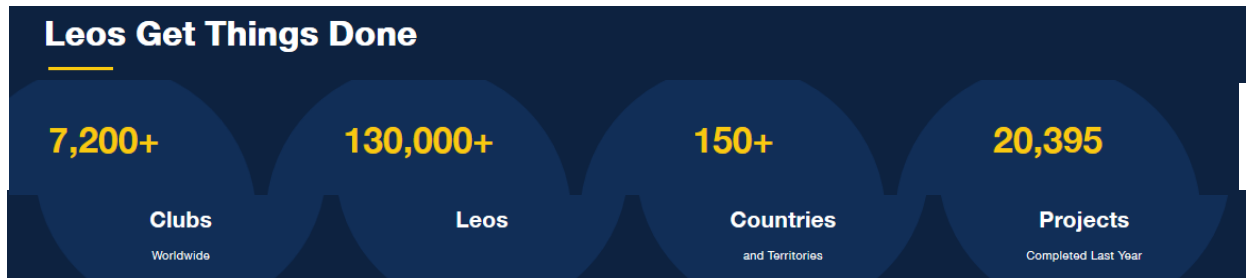 Leos Get Things Done
7,200+ 130,000+ 150+ 20,395
Clubs Leos Countries Projects
Worldwide and Territories Completed Last Year